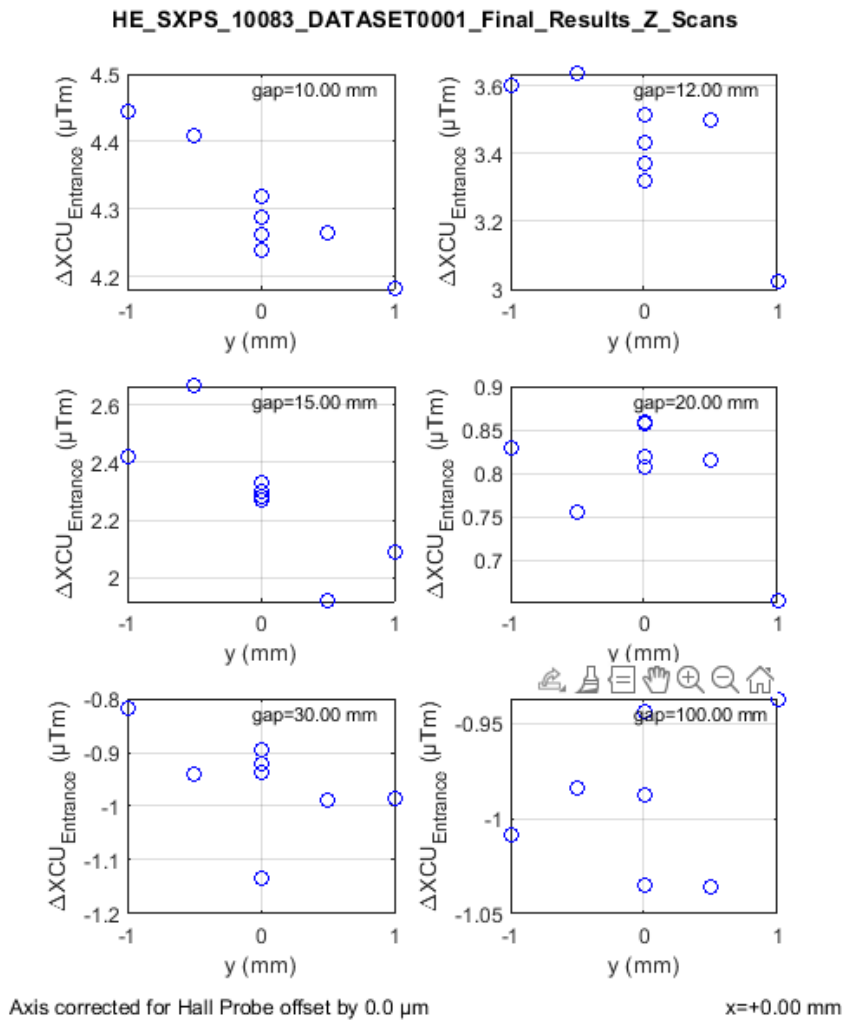 HE_SXPS_10083_DATASET0001_Final_Results_Z_Scans
4.5
4.4
4.3
4.2
ΔXCU_Entrance (µTm)
gap=10.00 mm
-1 0 1
y (mm)
3.6
3.4
3.2
3
ΔXCU_Entrance (µTm)
gap=12.00 mm
-1 0 1
y (mm)
2.6
2.4
2.2
2
ΔXCU_Entrance (µTm)
gap=15.00 mm
-1 0 1
y (mm)
0.9
0.85
0.8
0.75
0.7
ΔXCU_Entrance (µTm)
gap=20.00 mm
-1 0 1
y (mm)
-0.8
-0.9
-1
-1.1
-1.2
ΔXCU_Entrance (µTm)
gap=30.00 mm
-1 0 1
y (mm)
-0.95
-1
-1.05
ΔXCU_Entrance (µTm)
gap=100.00 mm
-1 0 1
y (mm)
Axis corrected for Hall Probe offset by 0.0 µm
x=+0.00 mm